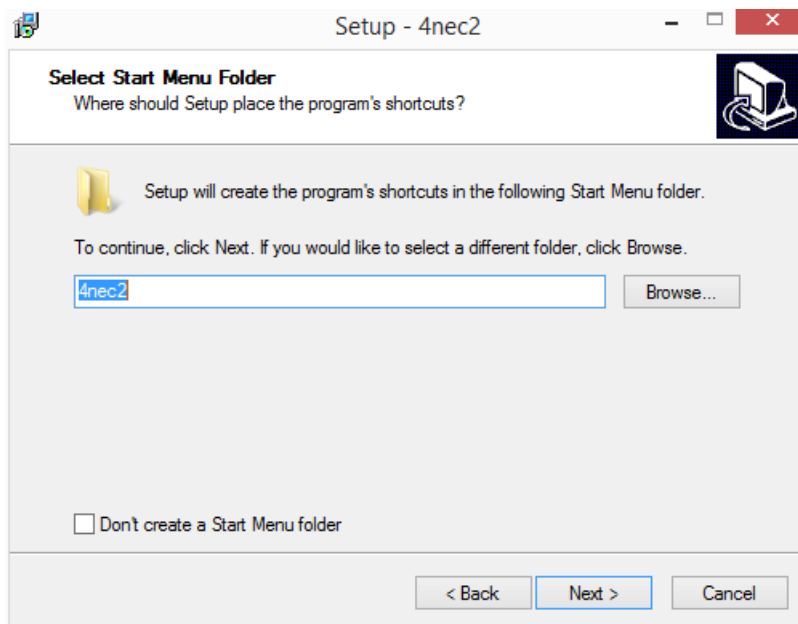 Setup - 4nec2
Select Start Menu Folder
Where should Setup place the program's shortcuts?
Setup will create the program's shortcuts in the following Start Menu folder.
To continue, click Next. If you would like to select a different folder, click Browse.
4nec2
Browse...
Don't create a Start Menu folder
< Back
Next >
Cancel